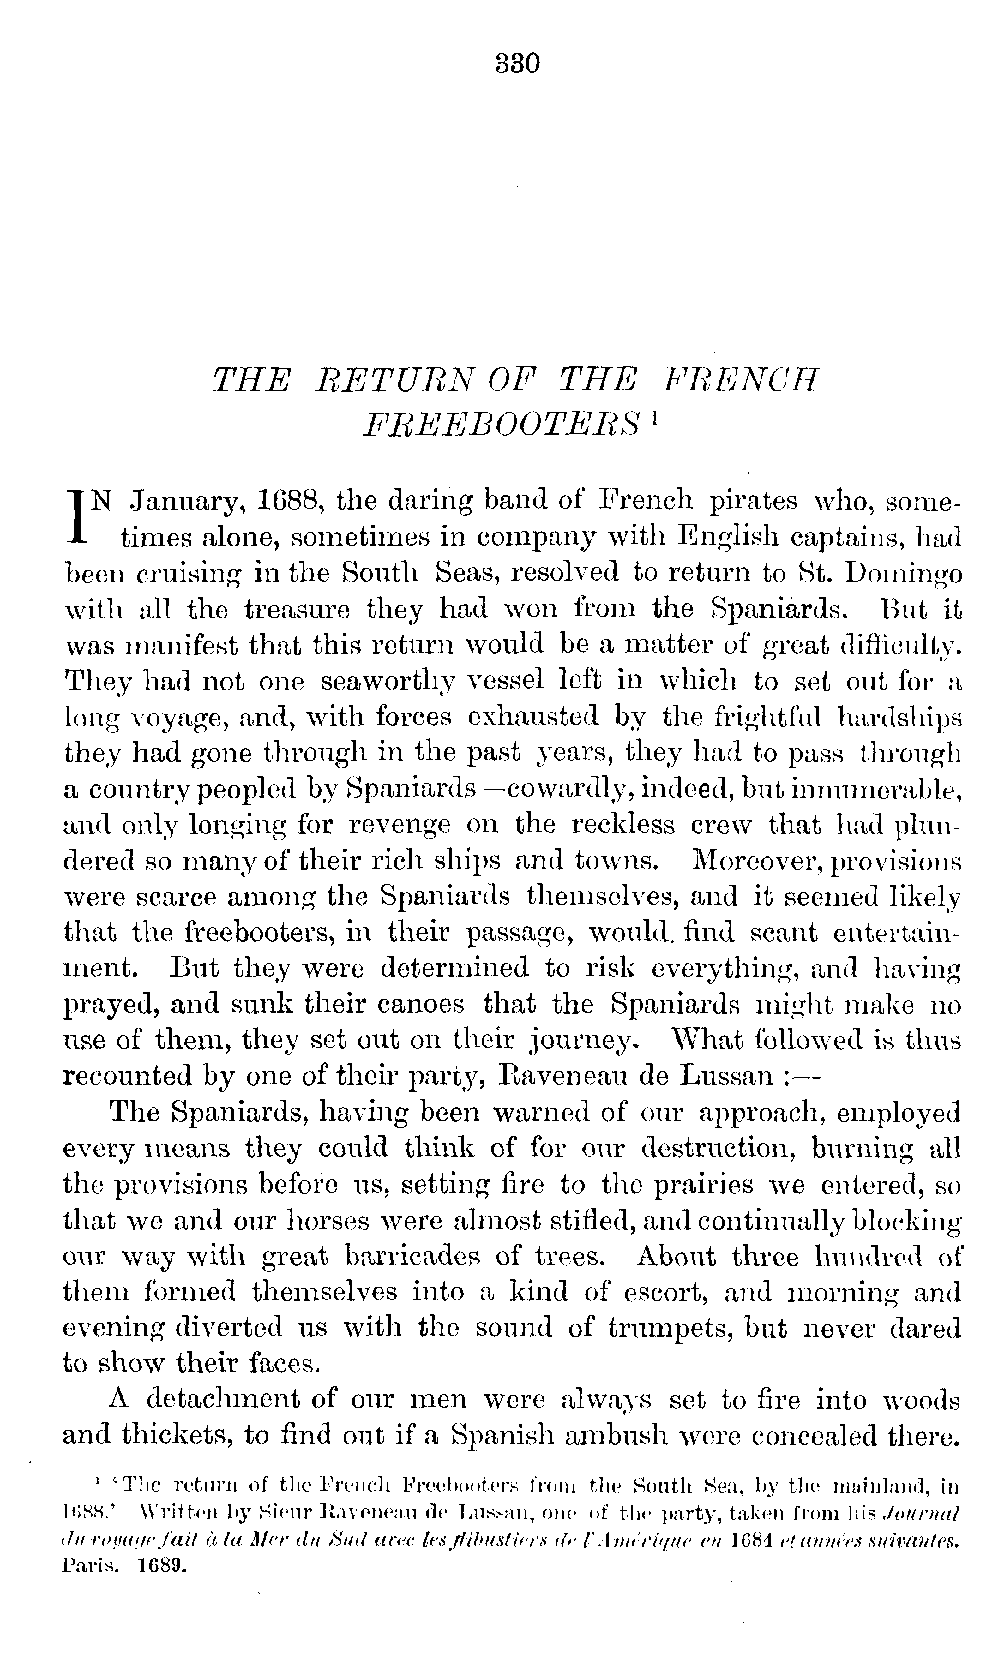 330
THE RETURN OF THE FRENCH
FREEBOOTERS ¹
IN January, 1688, the daring band of French pirates who, some-
times alone, sometimes in company with English captains, had
been cruising in the South Seas, resolved to return to St. Domingo
with all the treasure they had won from the Spaniards. But it
was manifest that this return would be a matter of great difficulty.
They had not one seaworthy vessel left in which to set out for a
long voyage, and, with forces exhausted by the frightful hardships
they had gone through in the past years, they had to pass through
a country peopled by Spaniards—cowardly, indeed, but innumerable,
and only longing for revenge on the reckless crew that had plun-
dered so many of their rich ships and towns. Moreover, provisions
were scarce among the Spaniards themselves, and it seemed likely
that the freebooters, in their passage, would. find scant entertain-
ment. But they were determined to risk everything, and having
prayed, and sunk their canoes that the Spaniards might make no
use of them, they set out on their journey. What followed is thus
recounted by one of their party, Raveneau de Lussan :—
The Spaniards, having been warned of our approach, employed
every means they could think of for our destruction, burning all
the provisions before us, setting fire to the prairies we entered, so
that we and our horses were almost stifled, and continually blocking
our way with great barricades of trees. About three hundred of
them formed themselves into a kind of escort, and morning and
evening diverted us with the sound of trumpets, but never dared
to show their faces.
A detachment of our men were always set to fire into woods
and thickets, to find out if a Spanish ambush were concealed there.
¹ 'The return of the French Freebooters from the South Sea, by the mainland, in
1688.' Written by Sieur Raveneau de Lussan, one of the party, taken from his Journal
du voyage fait à la Mer du Sud avec les flibustiers de l'Amérique en 1684 et années suivantes.
Paris. 1689.